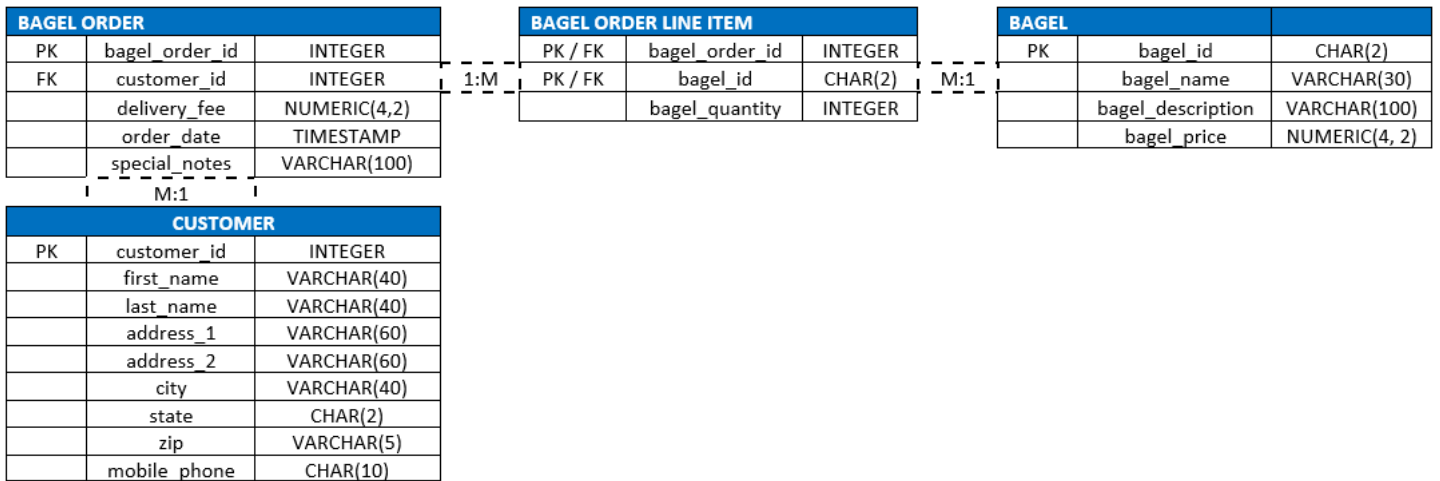 BAGEL ORDER
PK bagel_order_id INTEGER
FK customer_id INTEGER
delivery_fee NUMERIC(4,2)
order_date TIMESTAMP
special_notes VARCHAR(100)
1:M
BAGEL ORDER LINE ITEM
PK / FK bagel_order_id INTEGER
PK / FK bagel_id CHAR(2)
bagel_quantity INTEGER
M:1
BAGEL
PK bagel_id CHAR(2)
bagel_name VARCHAR(30)
bagel_description VARCHAR(100)
bagel_price NUMERIC(4, 2)
M:1
CUSTOMER
PK customer_id INTEGER
first_name VARCHAR(40)
last_name VARCHAR(40)
address_1 VARCHAR(60)
address_2 VARCHAR(60)
city VARCHAR(40)
state CHAR(2)
zip VARCHAR(5)
mobile_phone CHAR(10)